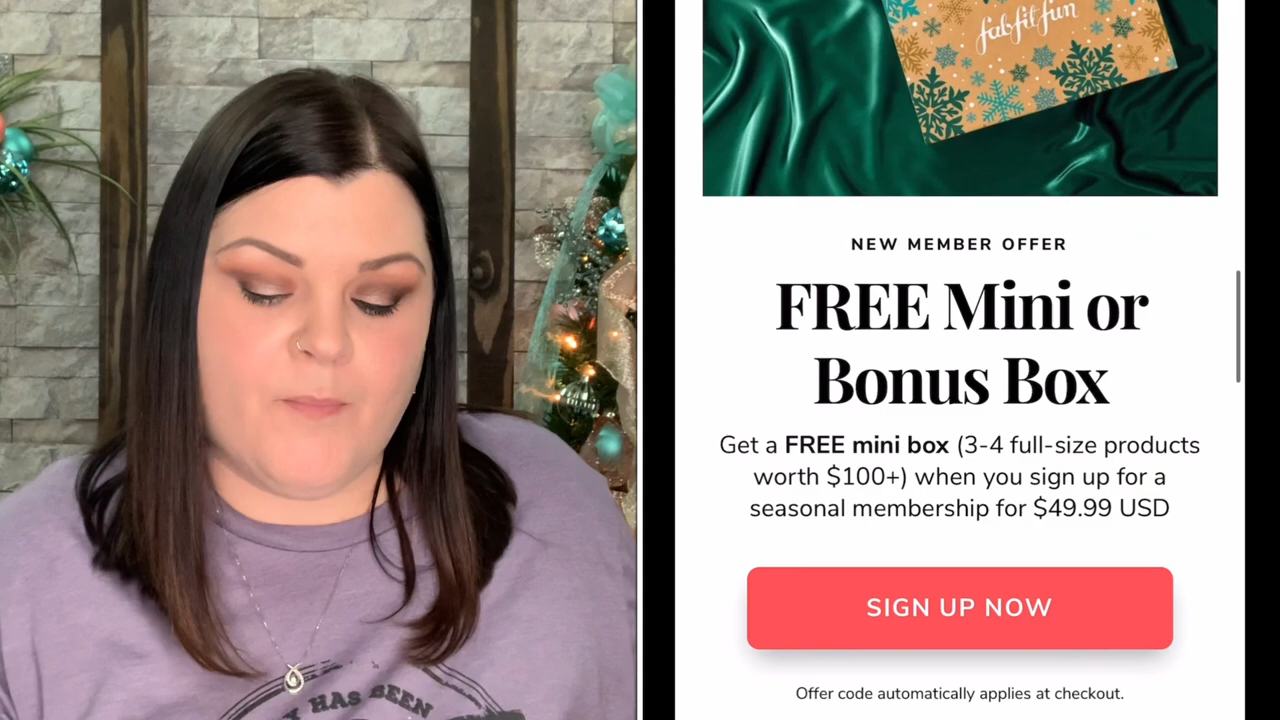 fabfitfun
NEW MEMBER OFFER
FREE Mini or
Bonus Box
Get a FREE mini box (3-4 full-size products
worth $100+) when you sign up for a
seasonal membership for $49.99 USD
SIGN UP NOW
Offer code automatically applies at checkout.
HAS BEEN